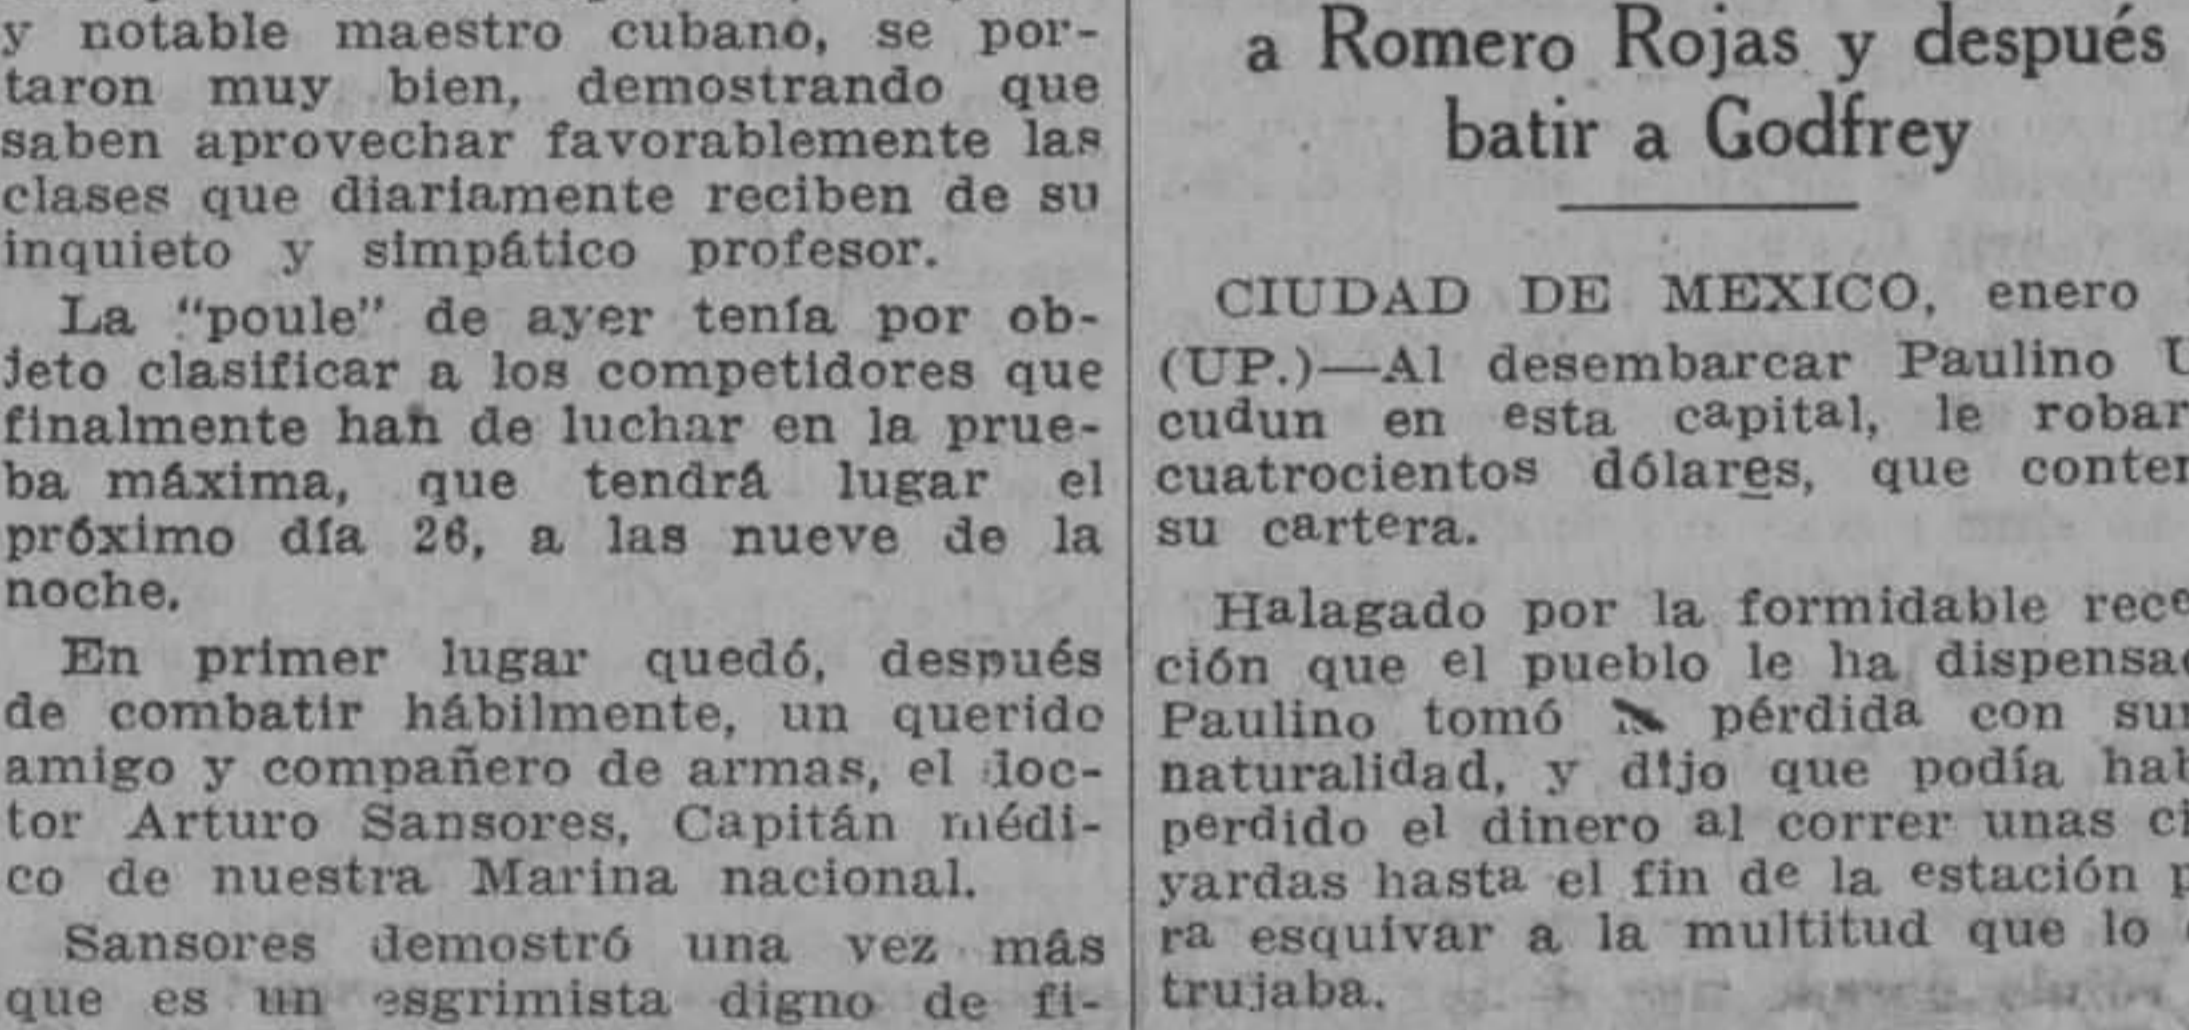 y notable maestro cubano, se por-
taron muy bien, demostrando que
saben aprovechar favorablemente las
clases que diariamente reciben de su
inquieto y simpático profesor.
La "poule" de ayer tenía por ob-
jeto clasificar a los competidores que
finalmente han de luchar en la prue-
ba máxima, que tendrá lugar el
próximo día 26, a las nueve de la
noche.
En primer lugar quedó, después
de combatir hábilmente, un querido
amigo y compañero de armas, el doc-
tor Arturo Sansores, Capitán médi-
co de nuestra Marina nacional.
Sansores demostró una vez más
que es un esgrimista digno de fi-
a Romero Rojas y después
batir a Godfrey
CIUDAD DE MEXICO, enero
(UP.)—Al desembarcar Paulino U
cudun en esta capital, le robar
cuatrocientos dólares, que conten
su cartera.
Halagado por la formidable rece
ción que el pueblo le ha dispensad
Paulino tomó pérdida con sum
naturalidad, y dijo que podía hab
perdido el dinero al correr unas ci
yardas hasta el fin de la estación p
ra esquivar a la multitud que lo
trujaba.